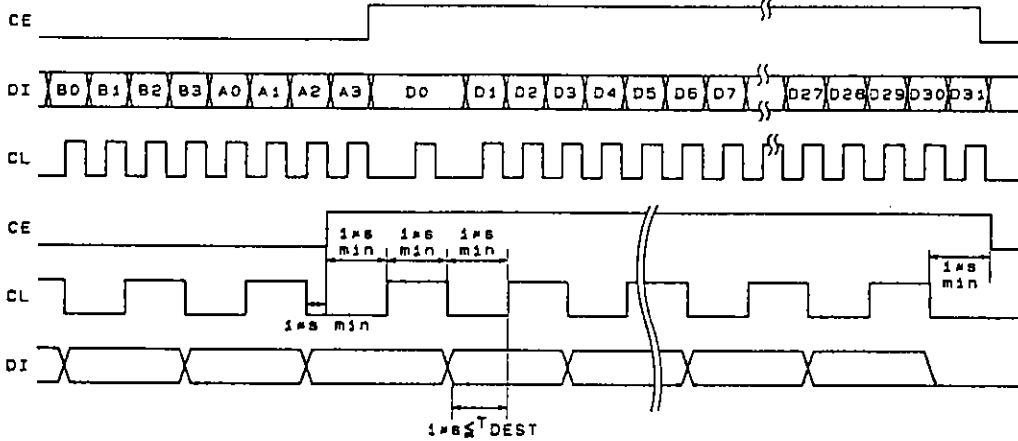 CE
DI B0 B1 B2 B3 A0 A1 A2 A3 D0 D1 D2 D3 D4 D5 D6 D7 D27 D28 D29 D30 D31
CL
CE
1µs min 1µs min 1µs min
1µs min
CL
1µs min
DI
1µs≦TDEST